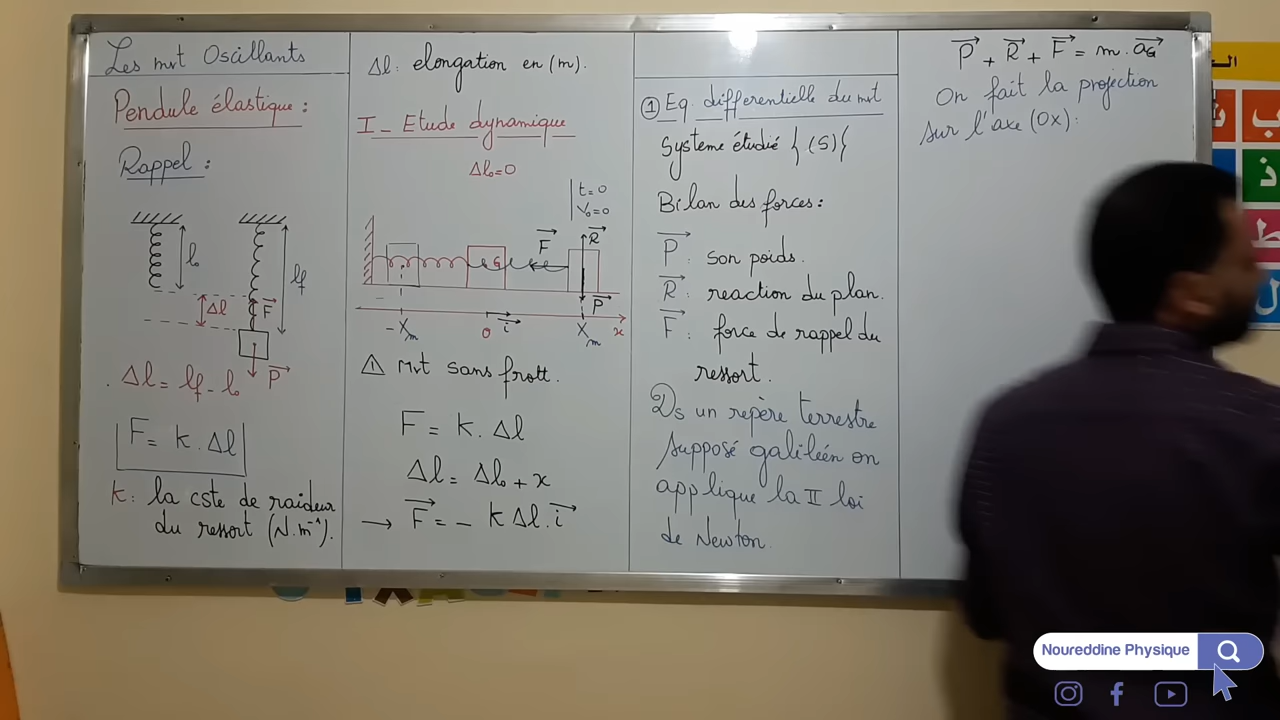 Les mvt Oscillants
Pendule élastique :
Rappel :
l₀
Δl
F
lf
P
Δl = lf - l₀
F = K . Δl
K : la cste de raideur
du ressort (N.m⁻¹).
Δl : elongation en (m).
I_ Etude dynamique
Δl₀=0
t=0
V₀=0
G
F
R
P
-Xm
0
i
Xm
x
⚠ Mvt sans frott.
F = K . Δl
Δl = Δl₀ + x
→ F = - K Δl . i
① Eq. differentielle du mvt
Systeme étudié { (S) {
Bilan des forces :
P : son poids.
R : reaction du plan.
F : force de rappel du
ressort.
Ds un repère terrestre
supposé galiléen on
applique la II loi
de Newton.
P + R + F = m . aG
On fait la projection
sur l'axe (Ox) :
ب
ذ
ط
Noureddine Physique